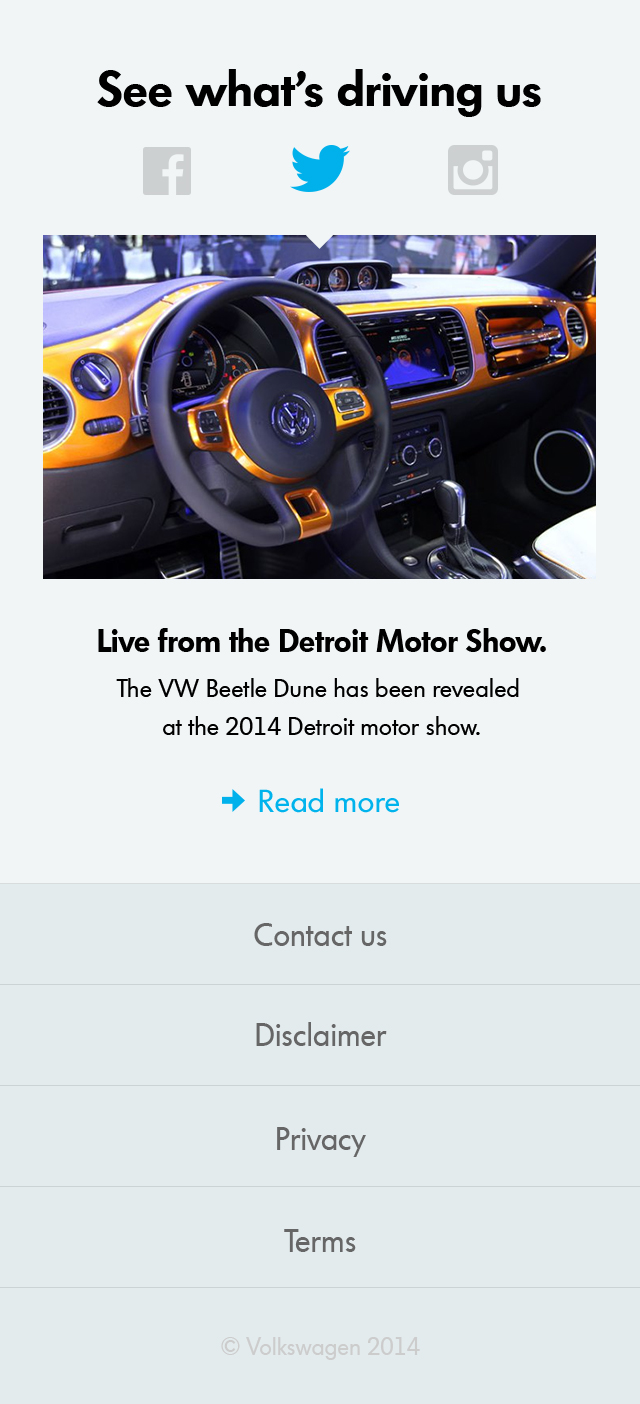 See what's driving us
Live from the Detroit Motor Show.
The VW Beetle Dune has been revealed
at the 2014 Detroit motor show.
Read more
Contact us
Disclaimer
Privacy
Terms
© Volkswagen 2014